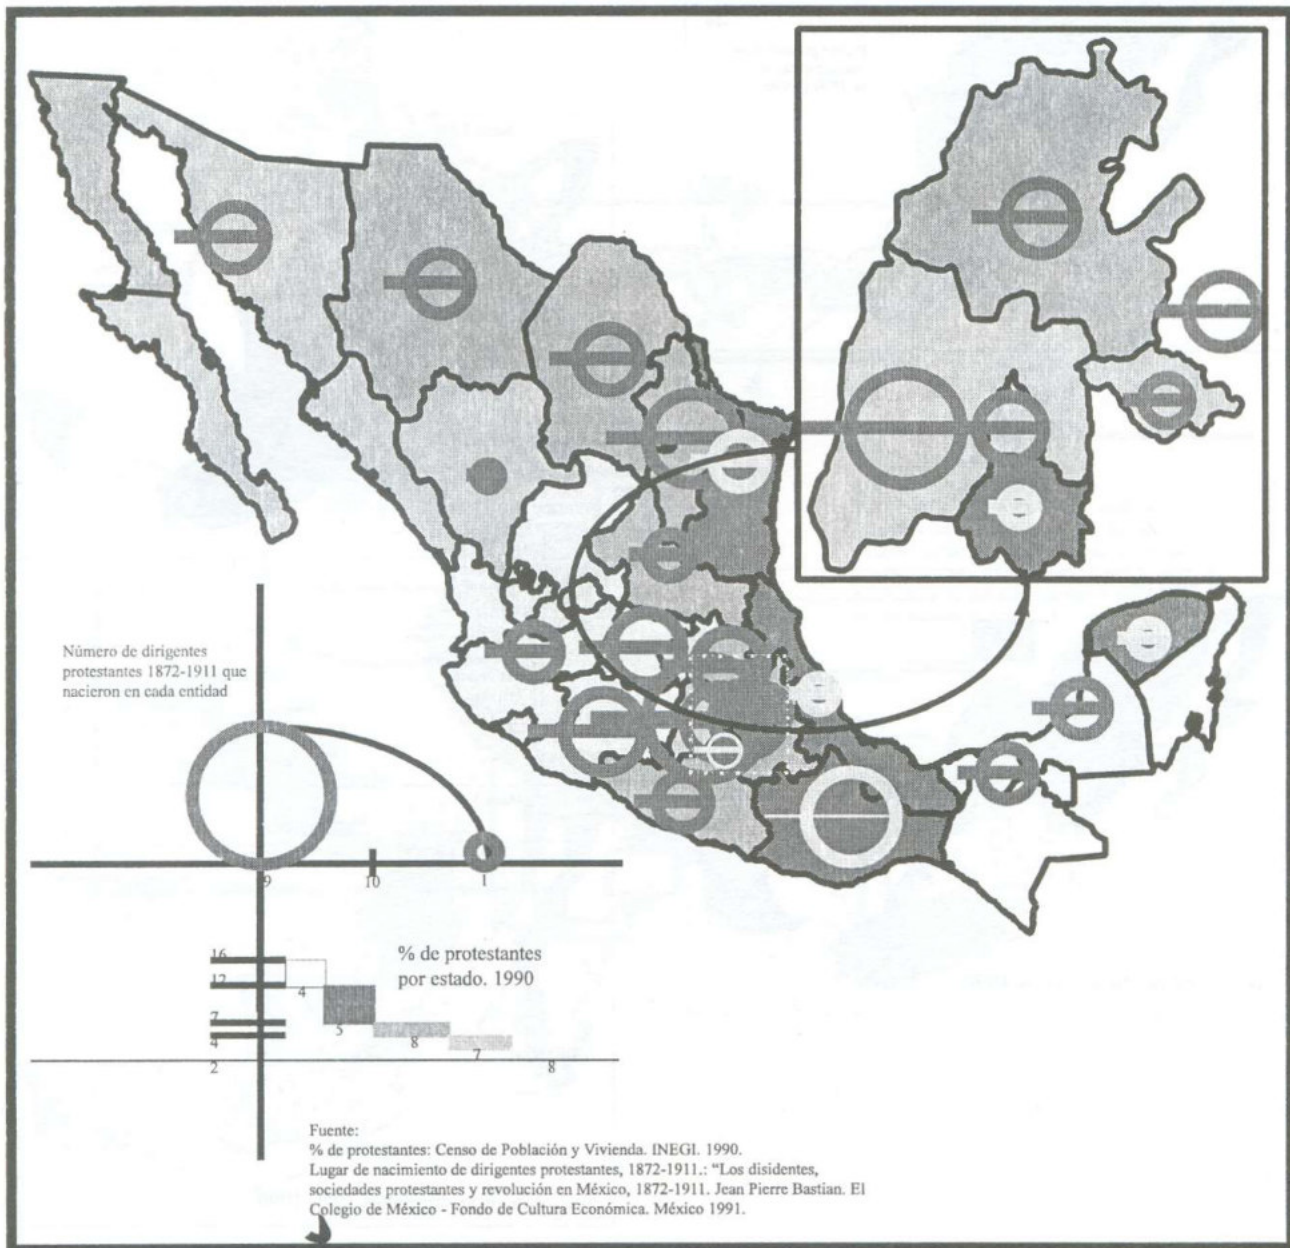 Número de dirigentes
protestantes 1872-1911 que
nacieron en cada entidad
9
10
1
16
12
7
4
2
4
5
8
7
8
% de protestantes
por estado. 1990
Fuente:
% de protestantes: Censo de Población y Vivienda. INEGI. 1990.
Lugar de nacimiento de dirigentes protestantes, 1872-1911.: “Los disidentes,
sociedades protestantes y revolución en México, 1872-1911. Jean Pierre Bastian. El
Colegio de México - Fondo de Cultura Económica. México 1991.